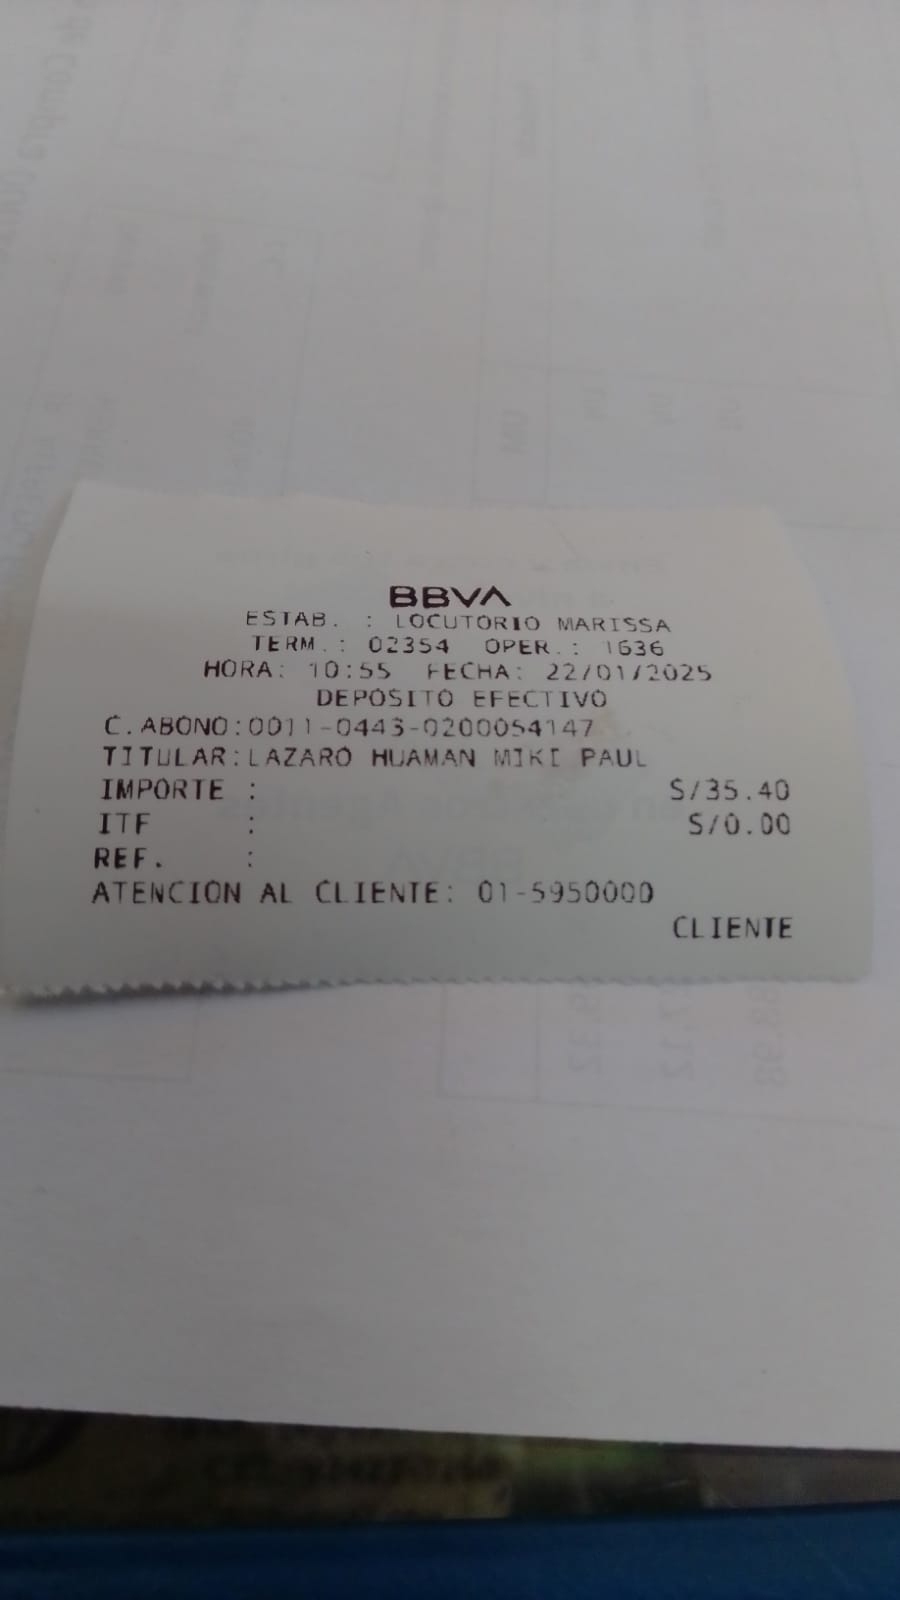 BBVA
ESTAB. : LOCUTORIO MARISSA
TERM.: 02354 OPER.: 1636
HORA: 10:55 FECHA: 22/01/2025
DEPOSITO EFECTIVO
C.ABONO:0011-0443-0200054147
TITULAR:LAZARO HUAMAN MIKI PAUL
IMPORTE : S/35.40
ITF : S/0.00
REF. :
ATENCION AL CLIENTE: 01-5950000
CLIENTE